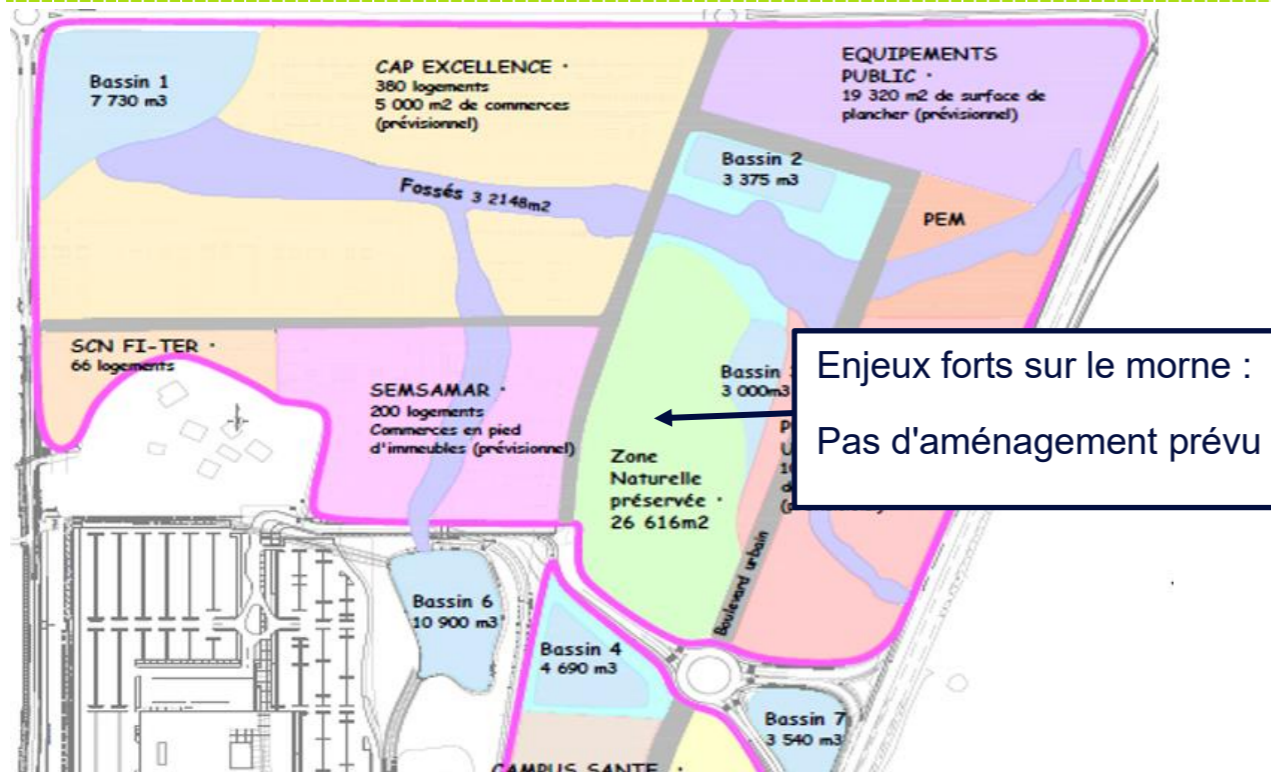 Bassin 1
7 730 m3
CAP EXCELLENCE ·
380 logements
5 000 m2 de commerces
(prévisionnel)
EQUIPEMENTS
PUBLIC ·
19 320 m2 de surface de
plancher (prévisionnel)
Bassin 2
3 375 m3
Fossés 3 2148m2
PEM
SCN FI-TER ·
66 logements
SEMSAMAR ·
200 logements
Commerces en pied
d'immeubles (prévisionnel)
Bassin
3 000m3
Enjeux forts sur le morne :
Pas d'aménagement prévu
Zone
Naturelle
préservée ·
26 616m2
Boulevard urbain
Bassin 6
10 900 m3
Bassin 4
4 690 m3
Bassin 7
3 540 m3
CAMPUS SANTE ·